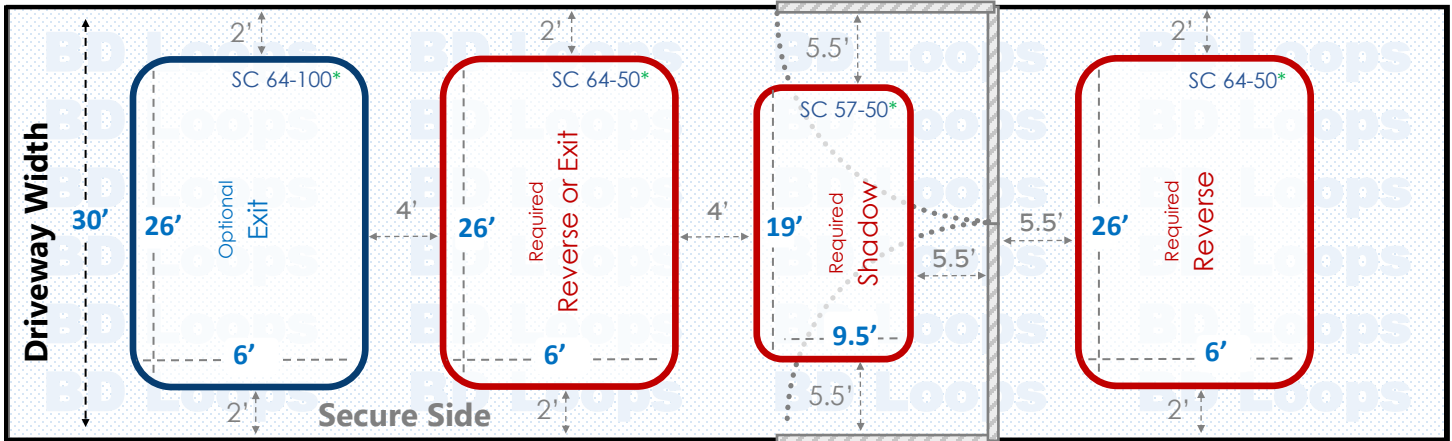 Driveway Width
30’
2’
SC 64-100*
26’
Optional
Exit
6’
2’
Secure Side
4’
2’
SC 64-50*
26’
Required
Reverse or Exit
6’
2’
4’
5.5’
SC 57-50*
19’
Required
Shadow
9.5’
5.5’
5.5’
5.5’
2’
SC 64-50*
26’
Required
Reverse
6’
2’
BD Loops